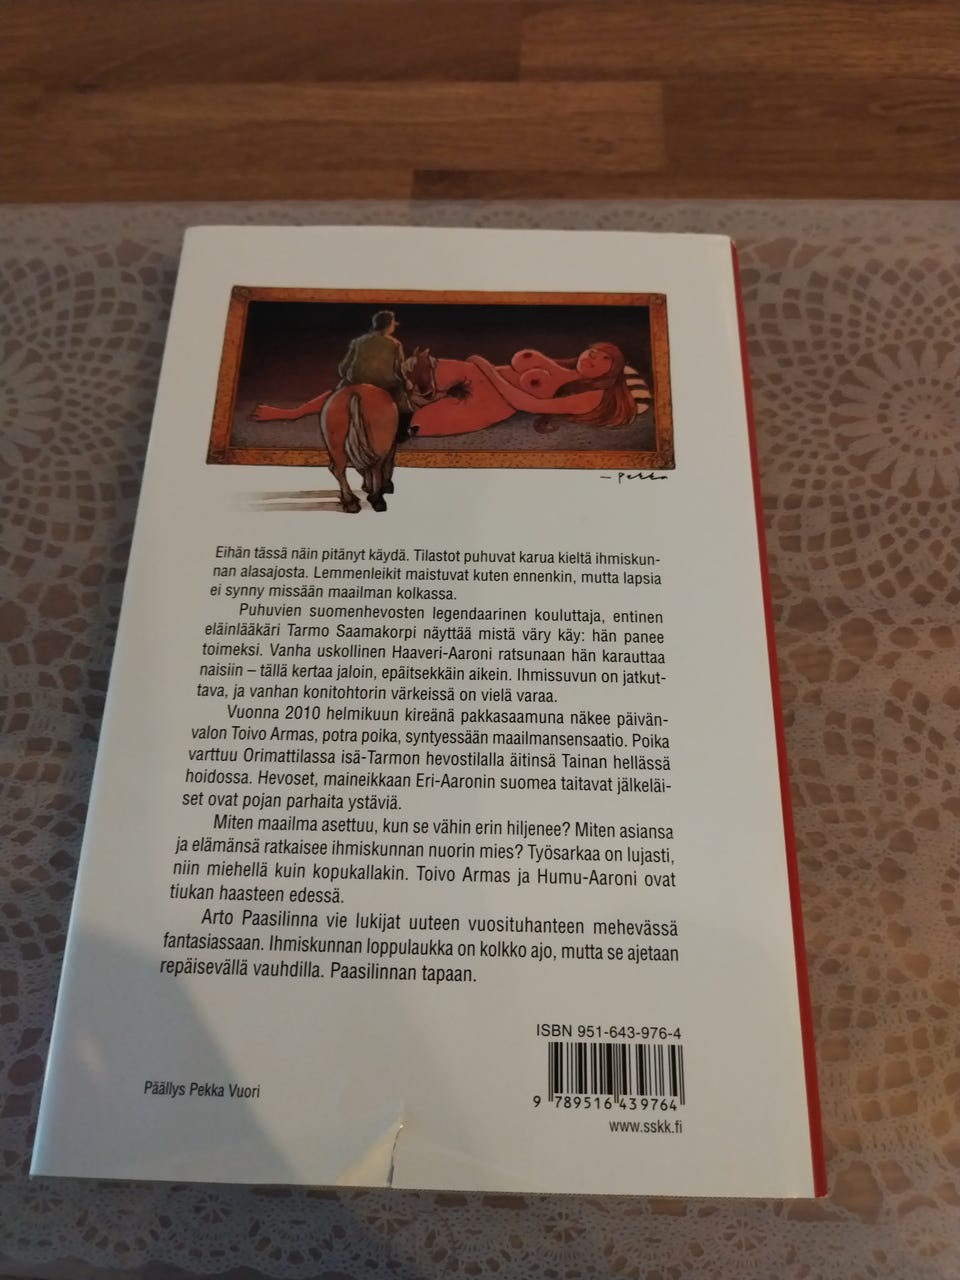 – Pekka
Eihän tässä näin pitänyt käydä. Tilastot puhuvat karua kieltä ihmiskun-
nan alasajosta. Lemmenleikit maistuvat kuten ennenkin, mutta lapsia
ei synny missään maailman kolkassa.
Puhuvien suomenhevosten legendaarinen kouluttaja, entinen
eläinlääkäri Tarmo Saamakorpi näyttää mistä väry käy: hän panee
toimeksi. Vanha uskollinen Haaveri-Aaroni ratsunaan hän karauttaa
naisiin – tällä kertaa jaloin, epäitsekkäin aikein. Ihmissuvun on jatkut-
tava, ja vanhan konitohtorin värkeissä on vielä varaa.
Vuonna 2010 helmikuun kireänä pakkasaamuna näkee päivän-
valon Toivo Armas, potra poika, syntyessään maailmansensaatio. Poika
varttuu Orimattilassa isä-Tarmon hevostilalla äitinsä Tainan hellässä
hoidossa. Hevoset, maineikkaan Eri-Aaronin suomea taitavat jälkeläi-
set ovat pojan parhaita ystäviä.
Miten maailma asettuu, kun se vähin erin hiljenee? Miten asiansa
ja elämänsä ratkaisee ihmiskunnan nuorin mies? Työsarkaa on lujasti,
niin miehellä kuin kopukallakin. Toivo Armas ja Humu-Aaroni ovat
tiukan haasteen edessä.
Arto Paasilinna vie lukijat uuteen vuosituhanteen mehevässä
fantasiassaan. Ihmiskunnan loppulaukka on kolkko ajo, mutta se ajetaan
repäisevällä vauhdilla. Paasilinnan tapaan.
ISBN 951-643-976-4
9 789516 439764
www.sskk.fi
Päällys Pekka Vuori